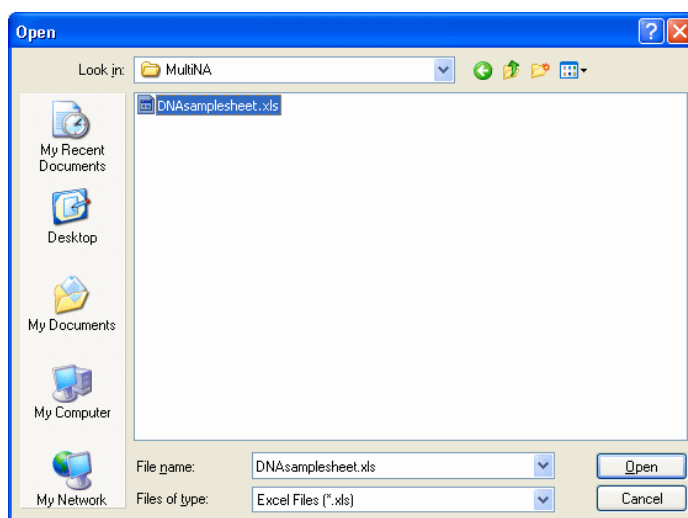 Open
Look in: MultiNA
DNAsamplesheet.xls
My Recent
Documents
Desktop
My Documents
My Computer
My Network
File name: DNAsamplesheet.xls Open
Files of type: Excel Files (*.xls) Cancel